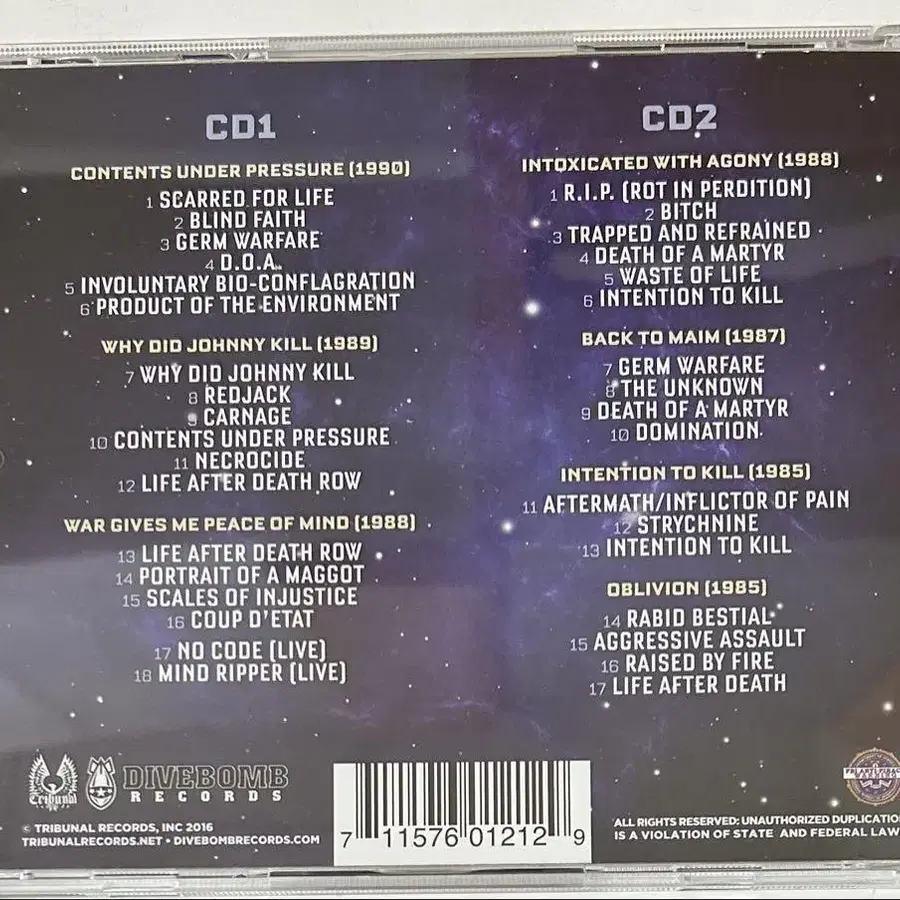 CD1
CONTENTS UNDER PRESSURE (1990)
1 SCARRED FOR LIFE
2 BLIND FAITH
3 GERM WARFARE
4 D.O.A.
5 INVOLUNTARY BIO-CONFLAGRATION
6 PRODUCT OF THE ENVIRONMENT
WHY DID JOHNNY KILL (1989)
7 WHY DID JOHNNY KILL
8 REDJACK
9 CARNAGE
10 CONTENTS UNDER PRESSURE
11 NECROCIDE
12 LIFE AFTER DEATH ROW
WAR GIVES ME PEACE OF MIND (1988)
13 LIFE AFTER DEATH ROW
14 PORTRAIT OF A MAGGOT
15 SCALES OF INJUSTICE
16 COUP D'ETAT
17 NO CODE (LIVE)
18 MIND RIPPER (LIVE)
CD2
INTOXICATED WITH AGONY (1988)
1 R.I.P. (ROT IN PERDITION)
2 BITCH
3 TRAPPED AND REFRAINED
4 DEATH OF A MARTYR
5 WASTE OF LIFE
6 INTENTION TO KILL
BACK TO MAIM (1987)
7 GERM WARFARE
8 THE UNKNOWN
9 DEATH OF A MARTYR
10 DOMINATION
INTENTION TO KILL (1985)
11 AFTERMATH/INFLICTOR OF PAIN
12 STRYCHNINE
13 INTENTION TO KILL
OBLIVION (1985)
14 RABID BESTIAL
15 AGGRESSIVE ASSAULT
16 RAISED BY FIRE
17 LIFE AFTER DEATH
Tribunal
DIVEBOMB
RECORDS
© TRIBUNAL RECORDS, INC 2016
TRIBUNALRECORDS.NET • DIVEBOMBRECORDS.COM
7 11576 01212 9
ALL RIGHTS RESERVED: UNAUTHORIZED DUPLICATION
IS A VIOLATION OF STATE AND FEDERAL LAW